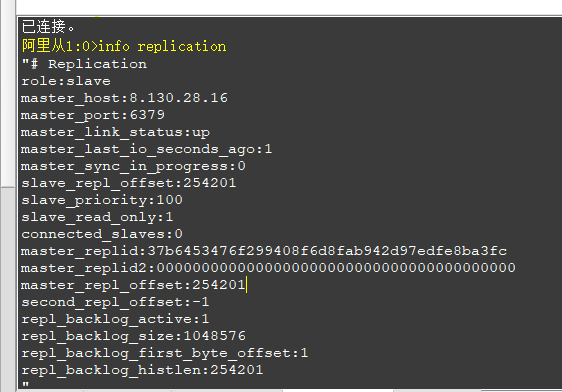 已连接。
阿里从1:0>info replication
"# Replication
role:slave
master_host:8.130.28.16
master_port:6379
master_link_status:up
master_last_io_seconds_ago:1
master_sync_in_progress:0
slave_repl_offset:254201
slave_priority:100
slave_read_only:1
connected_slaves:0
master_replid:37b6453476f299408f6d8fab942d97edfe8ba3fc
master_replid2:0000000000000000000000000000000000000000
master_repl_offset:254201
second_repl_offset:-1
repl_backlog_active:1
repl_backlog_size:1048576
repl_backlog_first_byte_offset:1
repl_backlog_histlen:254201
"